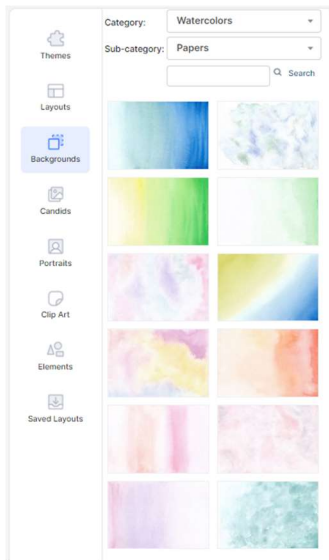 Category: Watercolors
Sub-category: Papers
Search
Themes
Layouts
Backgrounds
Candids
Portraits
Clip Art
Elements
Saved Layouts